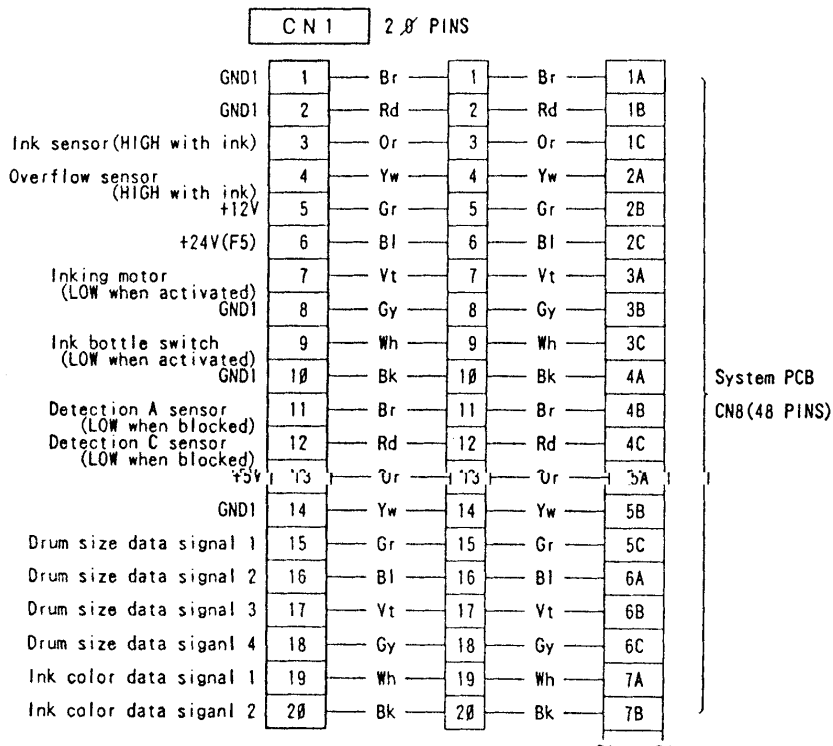 CN1 20 PINS
GND1 1 Br 1 Br 1A
GND1 2 Rd 2 Rd 1B
Ink sensor(HIGH with ink) 3 Or 3 Or 1C
Overflow sensor
(HIGH with ink) 4 Yw 4 Yw 2A
+12V 5 Gr 5 Gr 2B
+24V(F5) 6 Bl 6 Bl 2C
Inking motor
(LOW when activated) 7 Vt 7 Vt 3A
GND1 8 Gy 8 Gy 3B
Ink bottle switch
(LOW when activated) 9 Wh 9 Wh 3C
GND1 10 Bk 10 Bk 4A
System PCB
CN8(48 PINS)
Detection A sensor
(LOW when blocked) 11 Br 11 Br 4B
Detection C sensor
(LOW when blocked) 12 Rd 12 Rd 4C
+5V 13 Or 13 Or 5A
GND1 14 Yw 14 Yw 5B
Drum size data signal 1 15 Gr 15 Gr 5C
Drum size data signal 2 16 Bl 16 Bl 6A
Drum size data signal 3 17 Vt 17 Vt 6B
Drum size data siganl 4 18 Gy 18 Gy 6C
Ink color data signal 1 19 Wh 19 Wh 7A
Ink color data siganl 2 20 Bk 20 Bk 7B